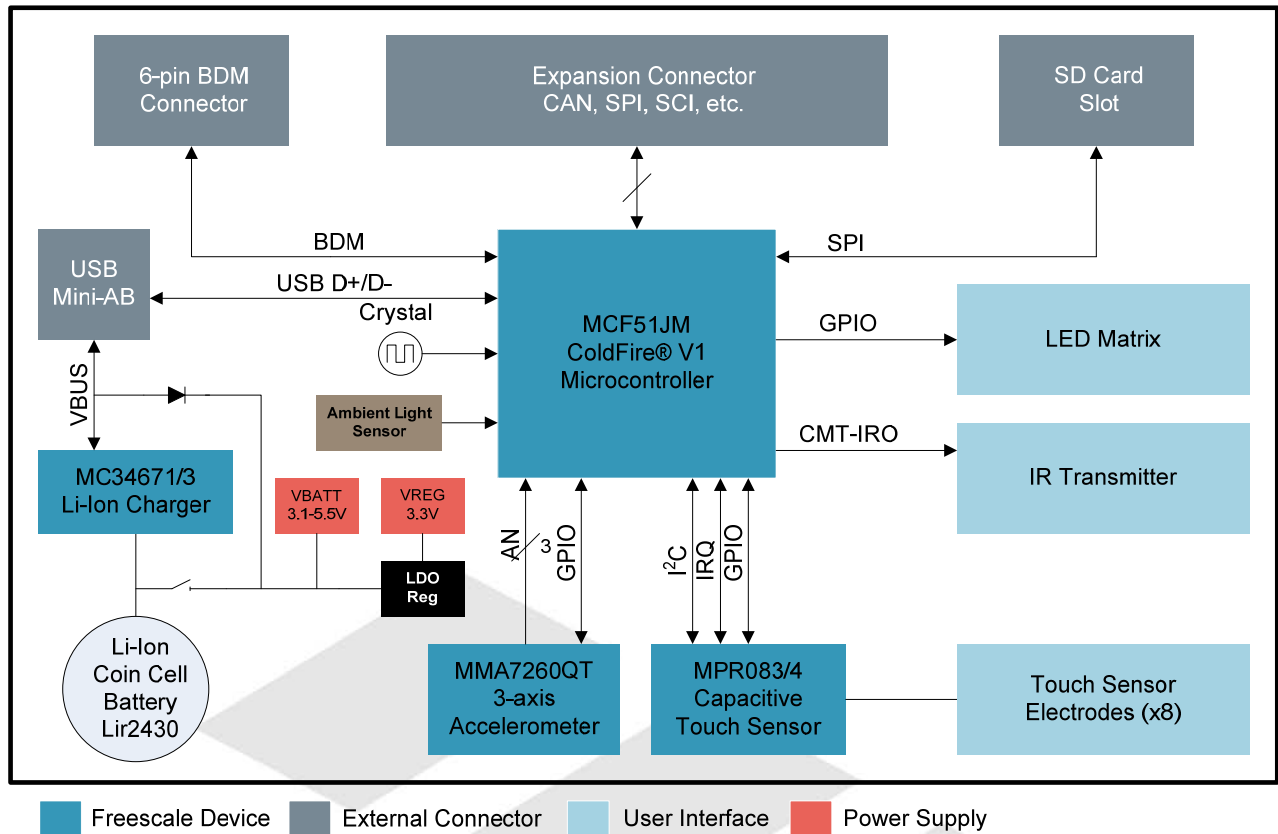 6-pin BDM
Connector
Expansion Connector
CAN, SPI, SCI, etc.
SD Card
Slot
BDM
SPI
USB
Mini-AB
USB D+/D-
Crystal
MCF51JM
ColdFire® V1
Microcontroller
GPIO
LED Matrix
VBUS
Ambient Light
Sensor
CMT-IRO
IR Transmitter
MC34671/3
Li-Ion Charger
VBATT
3.1-5.5V
VREG
3.3V
AN
3
GPIO
I²C
IRQ
GPIO
LDO
Reg
Li-Ion
Coin Cell
Battery
Lir2430
MMA7260QT
3-axis
Accelerometer
MPR083/4
Capacitive
Touch Sensor
Touch Sensor
Electrodes (x8)
Freescale Device
External Connector
User Interface
Power Supply